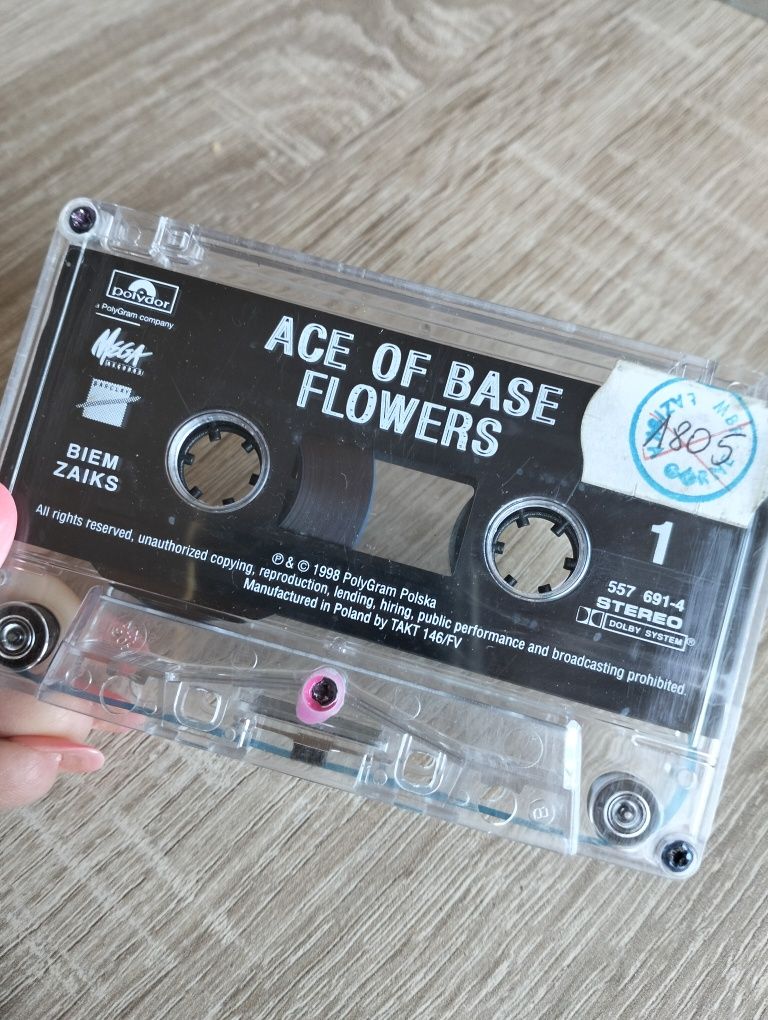 polydor
a PolyGram company
MEGA
RECORDS
BARCLAY
BIEM
ZAIKS
ACE OF BASE
FLOWERS
1805
1
557 691-4
STEREO
DOLBY SYSTEM®
℗ & © 1998 PolyGram Polska
All rights reserved, unauthorized copying, reproduction, lending, hiring, public performance and broadcasting prohibited.
Manufactured in Poland by TAKT 146/FV
B